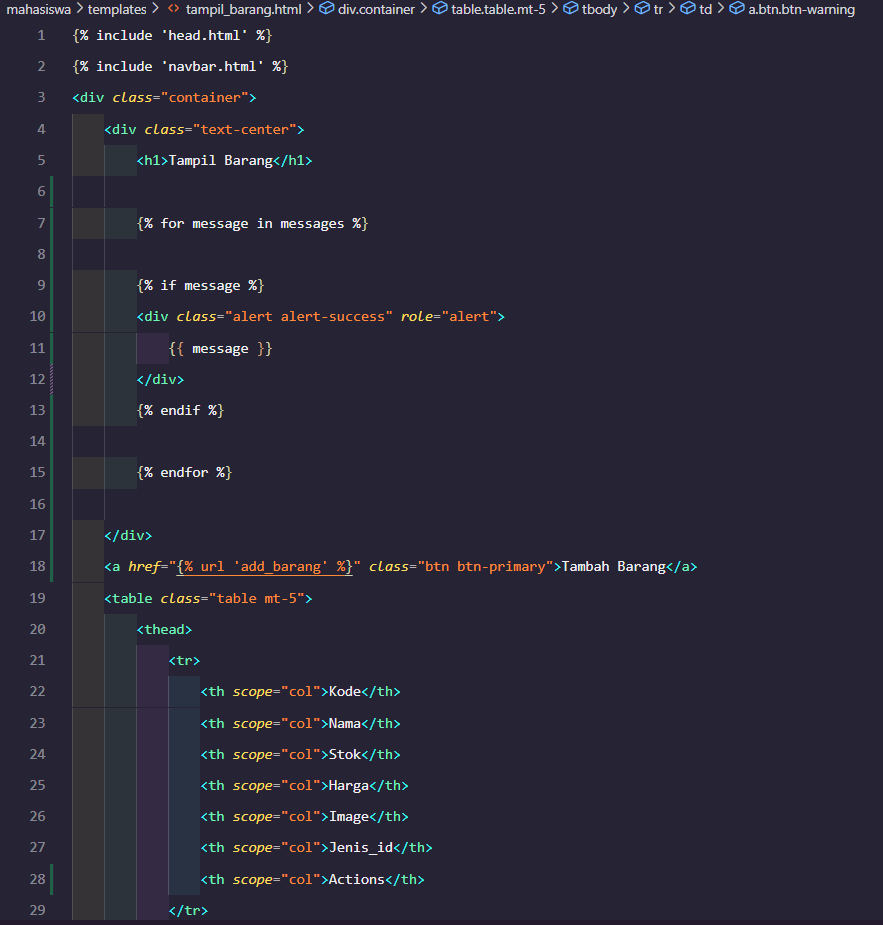 mahasiswa > templates > <> tampil_barang.html > div.container > table.table.mt-5 > tbody > tr > td > a.btn.btn-warning
1 {% include 'head.html' %}
2 {% include 'navbar.html' %}
3 <div class="container">
4 <div class="text-center">
5 <h1>Tampil Barang</h1>
6
7 {% for message in messages %}
8
9 {% if message %}
10 <div class="alert alert-success" role="alert">
11 {{ message }}
12 </div>
13 {% endif %}
14
15 {% endfor %}
16
17 </div>
18 <a href="{% url 'add_barang' %}" class="btn btn-primary">Tambah Barang</a>
19 <table class="table mt-5">
20 <thead>
21 <tr>
22 <th scope="col">Kode</th>
23 <th scope="col">Nama</th>
24 <th scope="col">Stok</th>
25 <th scope="col">Harga</th>
26 <th scope="col">Image</th>
27 <th scope="col">Jenis_id</th>
28 <th scope="col">Actions</th>
29 </tr>